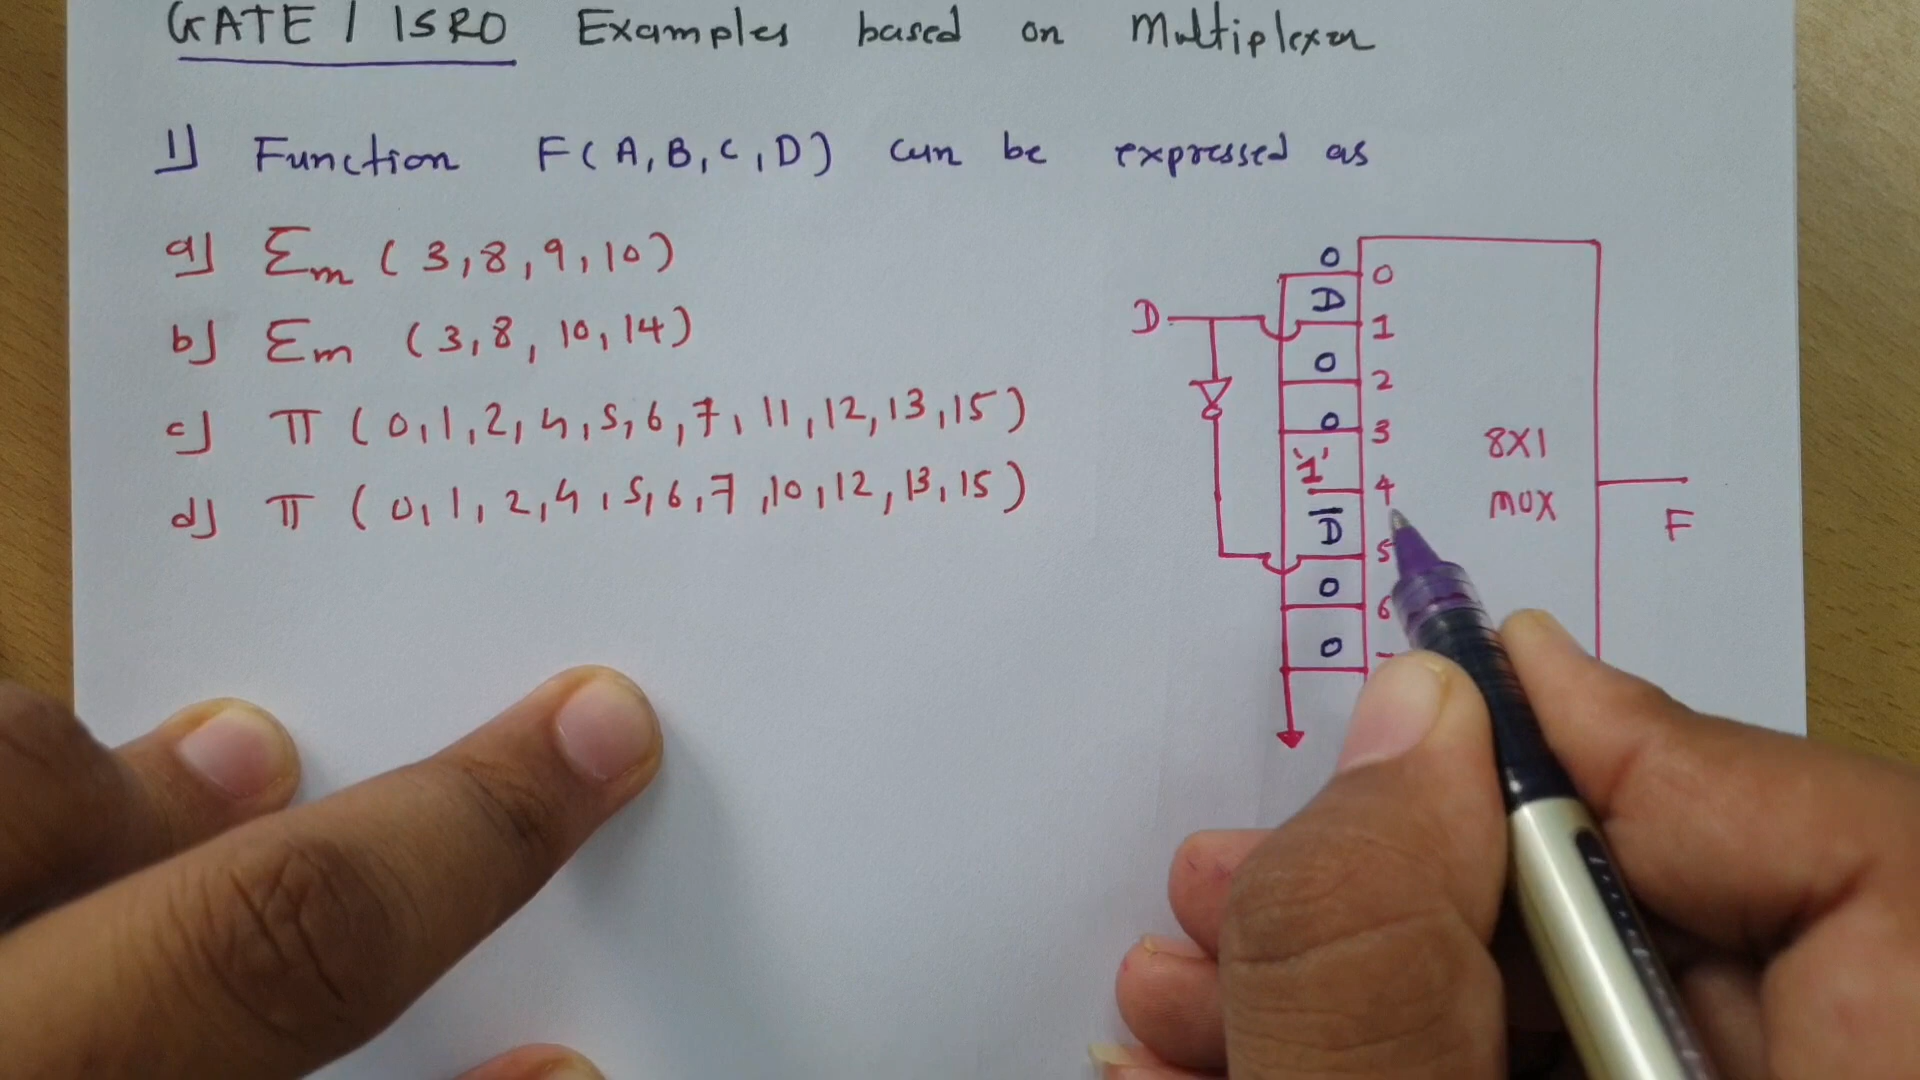 GATE / ISRO Examples based on Multiplexer
1) Function F(A,B,C,D) can be expressed as
a) Σm (3,8,9,10)
b) Σm (3,8,10,14)
c) π (0,1,2,4,5,6,7,11,12,13,15)
d) π (0,1,2,4,5,6,7,10,12,13,15)
0 0
D D 1
0 2
0 3
'1' 4
D̅ 5
0 6
0
8X1
MUX
F